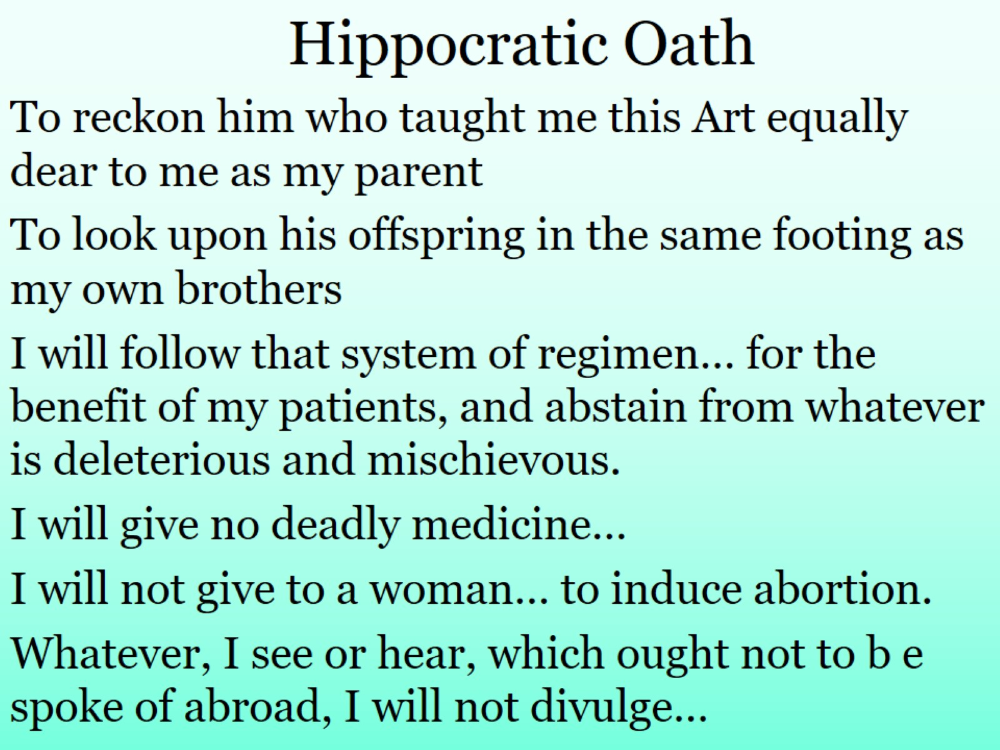 Hippocratic Oath
To reckon him who taught me this Art equally
dear to me as my parent
To look upon his offspring in the same footing as
my own brothers
I will follow that system of regimen... for the
benefit of my patients, and abstain from whatever
is deleterious and mischievous.
I will give no deadly medicine...
I will not give to a woman... to induce abortion.
Whatever, I see or hear, which ought not to b e
spoke of abroad, I will not divulge...